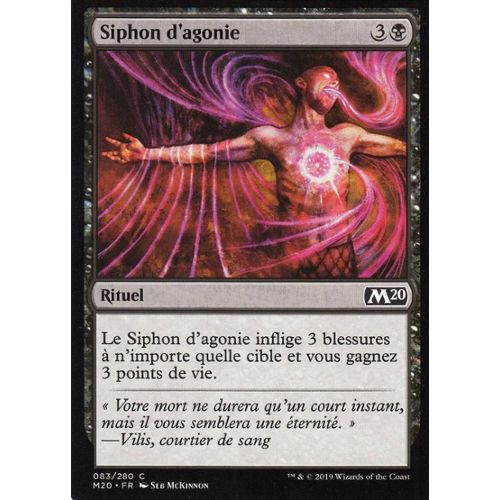 Siphon d'agonie 3
Rituel M20
Le Siphon d'agonie inflige 3 blessures
à n'importe quelle cible et vous gagnez
3 points de vie.
« Votre mort ne durera qu'un court instant,
mais il vous semblera une éternité. »
—Vilis, courtier de sang
083/280 C
M20 • FR Seb McKinnon ™ & © 2019 Wizards of the Coast